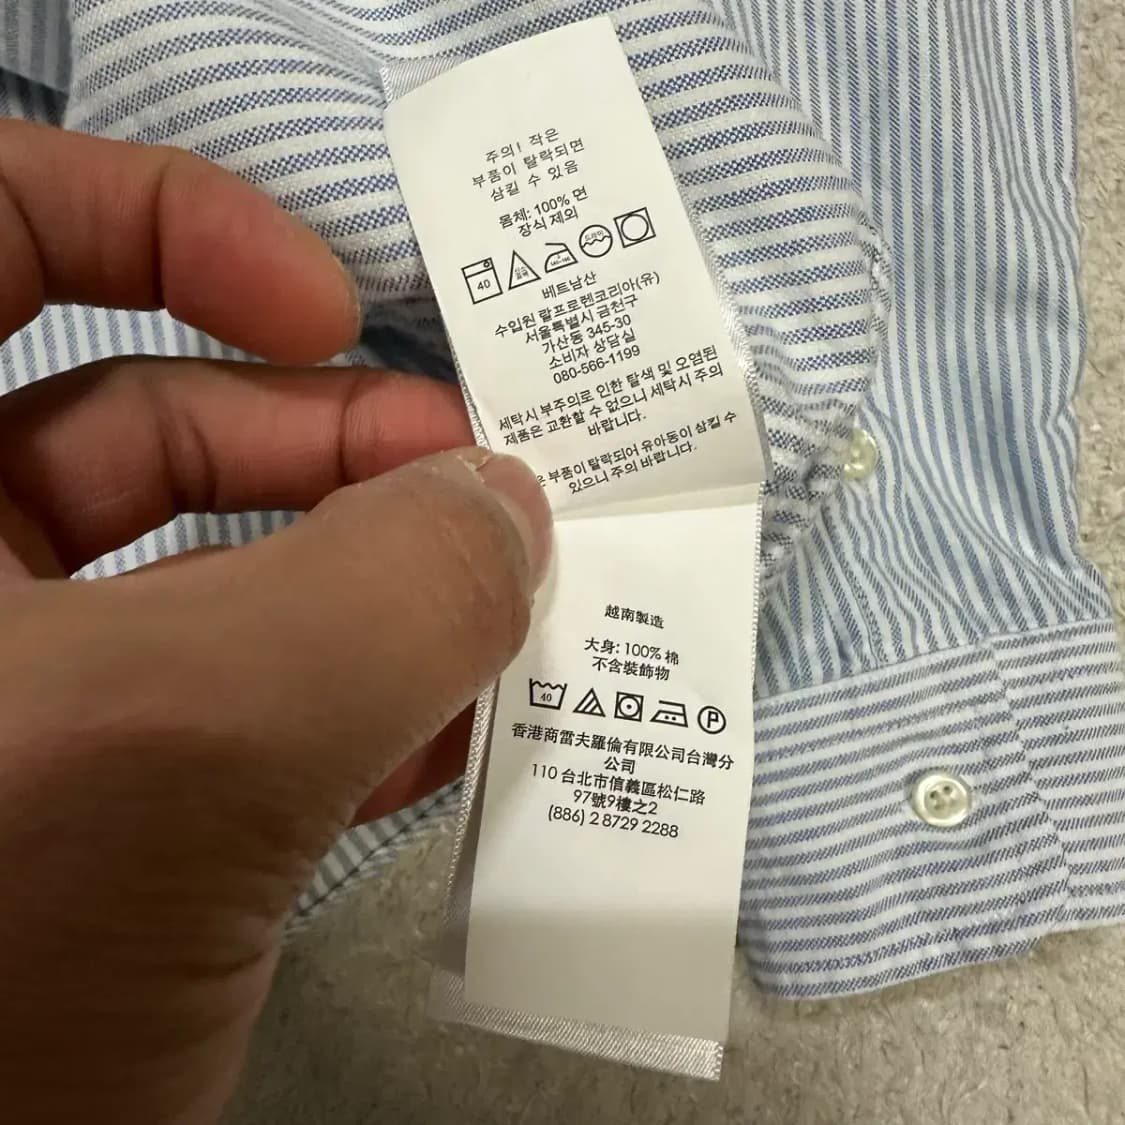 주의! 작은
부품이 탈락되면
삼킬 수 있음
몸체: 100% 면
장식 제외
40
드라이
베트남산
수입원 랄프로렌코리아(유)
서울특별시 금천구
가산동 345-30
소비자 상담실
080-566-1199
세탁시 부주의로 인한 탈색 및 오염된
제품은 교환할 수 없으니 세탁시 주의
바랍니다.
부품이 탈락되어 유아동이 삼킬 수
있으니 주의 바랍니다.
越南製造
大身: 100% 棉
不含裝飾物
40 P
香港商雷夫羅倫有限公司台灣分
公司
110 台北市信義區松仁路
97號9樓之2
(886) 2 8729 2288